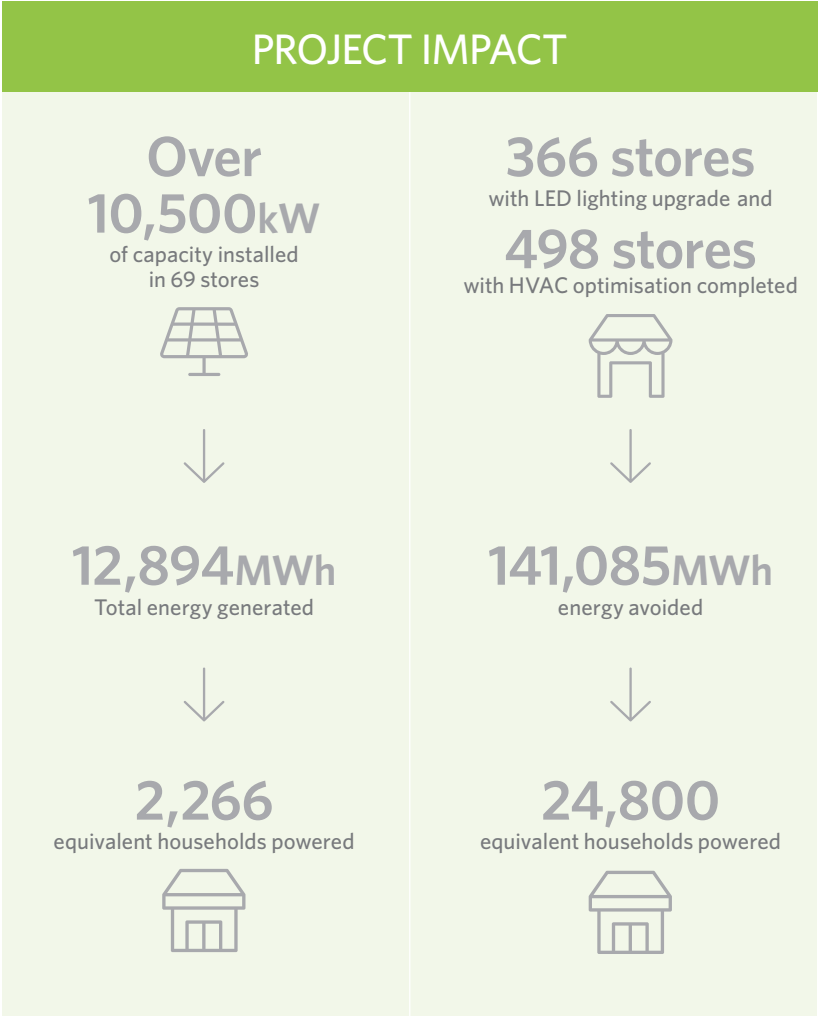 PROJECT IMPACT
Over
10,500kW
of capacity installed
in 69 stores
12,894MWh
Total energy generated
2,266
equivalent households powered
366 stores
with LED lighting upgrade and
498 stores
with HVAC optimisation completed
141,085MWh
energy avoided
24,800
equivalent households powered